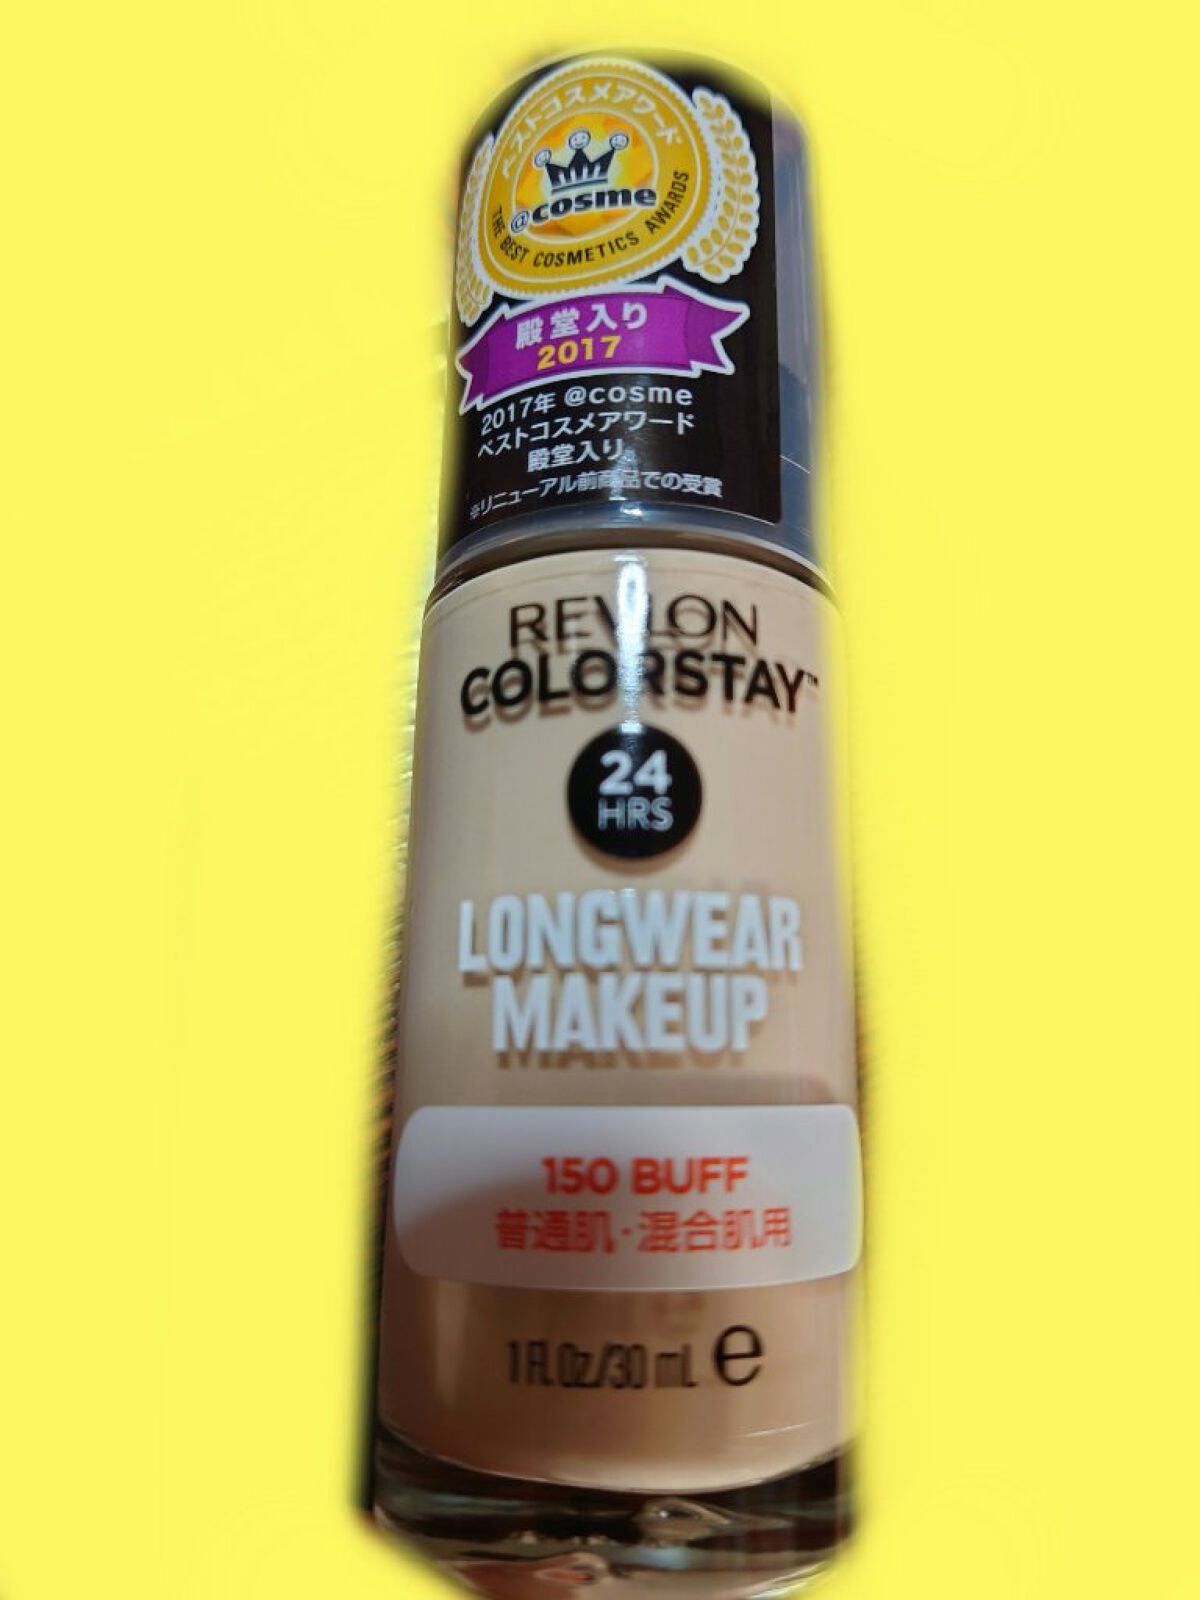 ベストコスメアワード
@cosme
THE BEST COSMETICS AWARDS
殿堂入り
2017
2017年 @cosme
ベストコスメアワード
殿堂入り
※リニューアル前商品での受賞
REVLON
COLORSTAY™
24
HRS
LONGWEAR
MAKEUP
150 BUFF
普通肌・混合肌用
1 FL.Oz./30 mL e